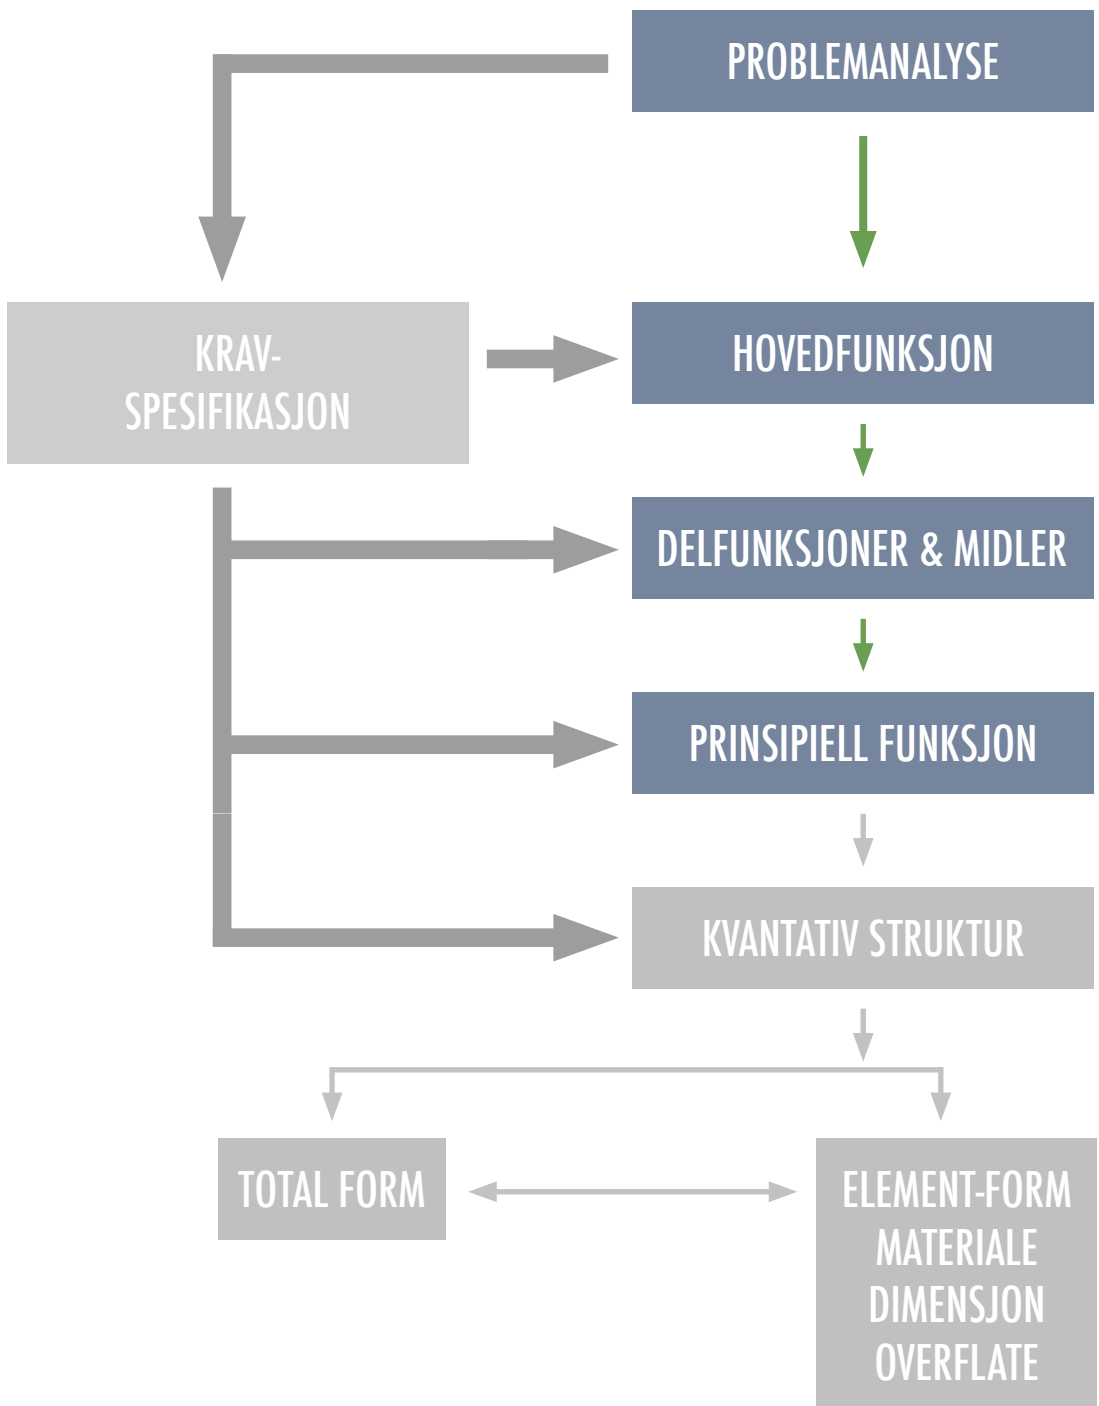 PROBLEMANALYSE
KRAV-
SPESIFIKASJON
HOVEDFUNKSJON
DELFUNKSJONER & MIDLER
PRINSIPIELL FUNKSJON
KVANTATIV STRUKTUR
TOTAL FORM
ELEMENT-FORM
MATERIALE
DIMENSJON
OVERFLATE